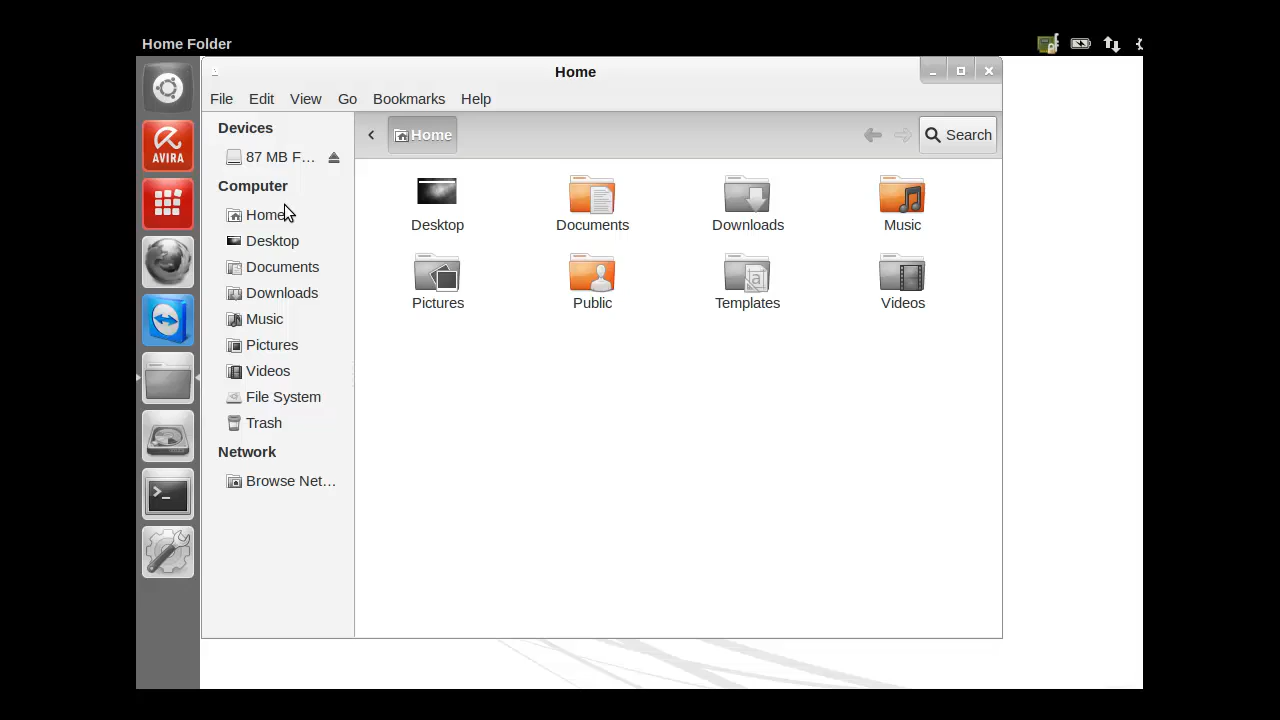 Home Folder
Home
File Edit View Go Bookmarks Help
Devices
87 MB F...
Computer
Home
Desktop
Documents
Downloads
Music
Pictures
Videos
File System
Trash
Network
Browse Net...
Home
Search
Desktop Documents Downloads Music
Pictures Public Templates Videos
AVIRA